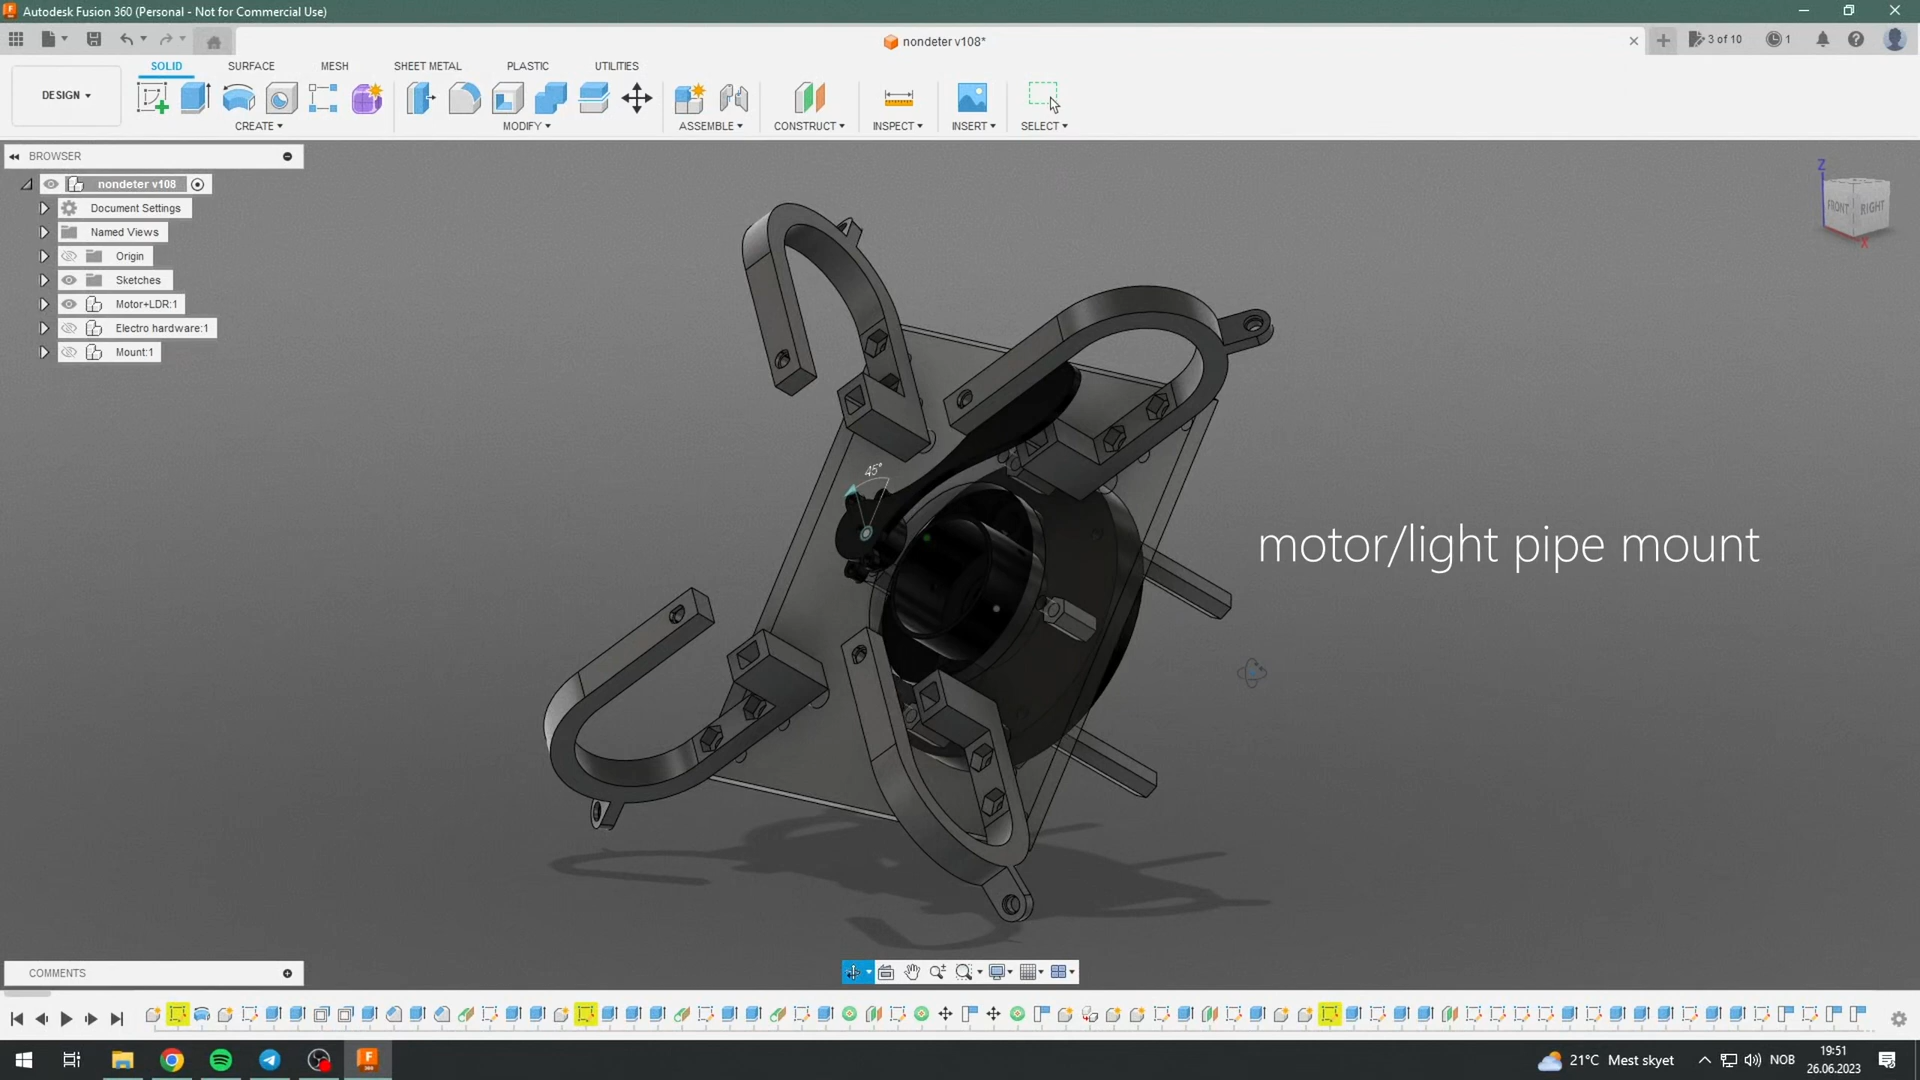 Autodesk Fusion 360 (Personal - Not for Commercial Use)
nondeter v108*
3 of 10
1
DESIGN
SOLID
SURFACE
MESH
SHEET METAL
PLASTIC
UTILITIES
CREATE
MODIFY
ASSEMBLE
CONSTRUCT
INSPECT
INSERT
SELECT
BROWSER
nondeter v108
Document Settings
Named Views
Origin
Sketches
Motor+LDR:1
Electro hardware:1
Mount:1
Z
FRONT
RIGHT
X
45°
motor/light pipe mount
COMMENTS
21°C Mest skyet
NOB
19:51
26.06.2023